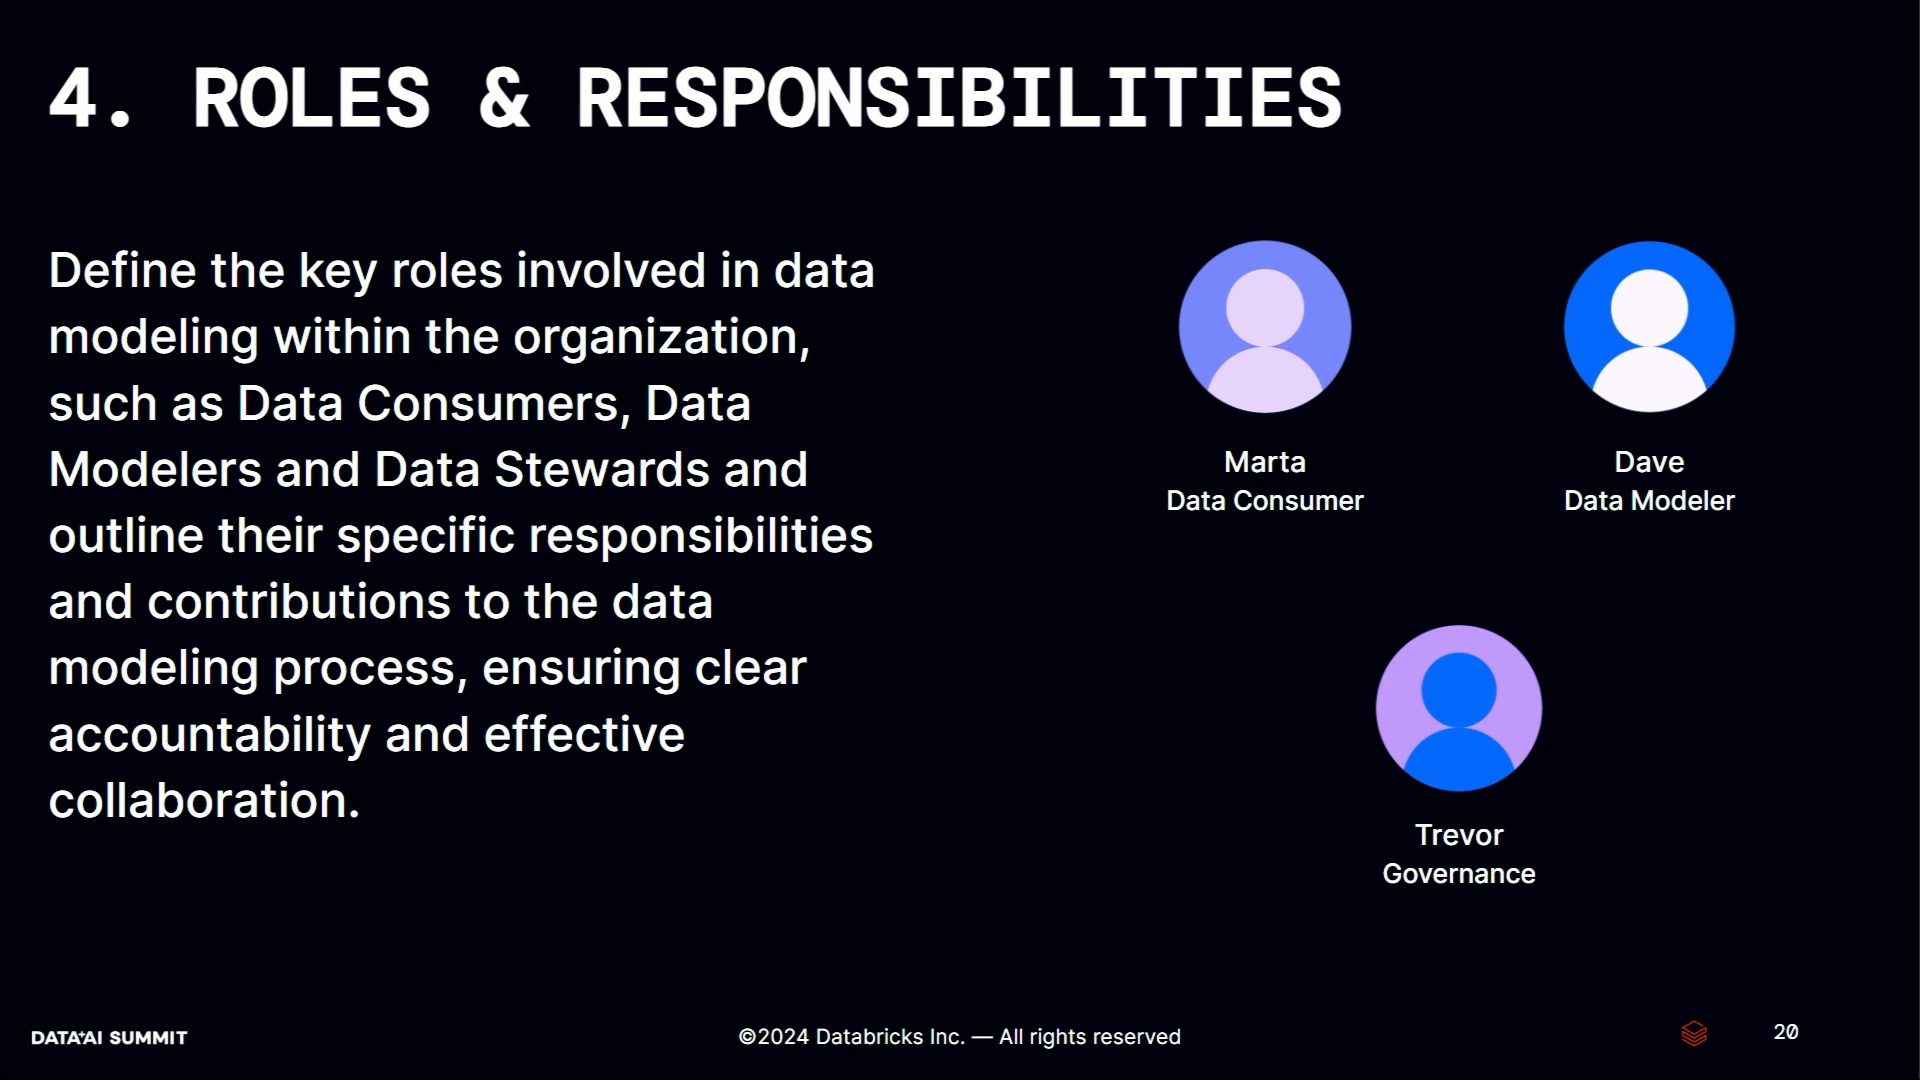 4. ROLES & RESPONSIBILITIES
Define the key roles involved in data
modeling within the organization,
such as Data Consumers, Data
Modelers and Data Stewards and
outline their specific responsibilities
and contributions to the data
modeling process, ensuring clear
accountability and effective
collaboration.
Marta
Data Consumer
Dave
Data Modeler
Trevor
Governance
DATA+AI SUMMIT
©2024 Databricks Inc. — All rights reserved
20